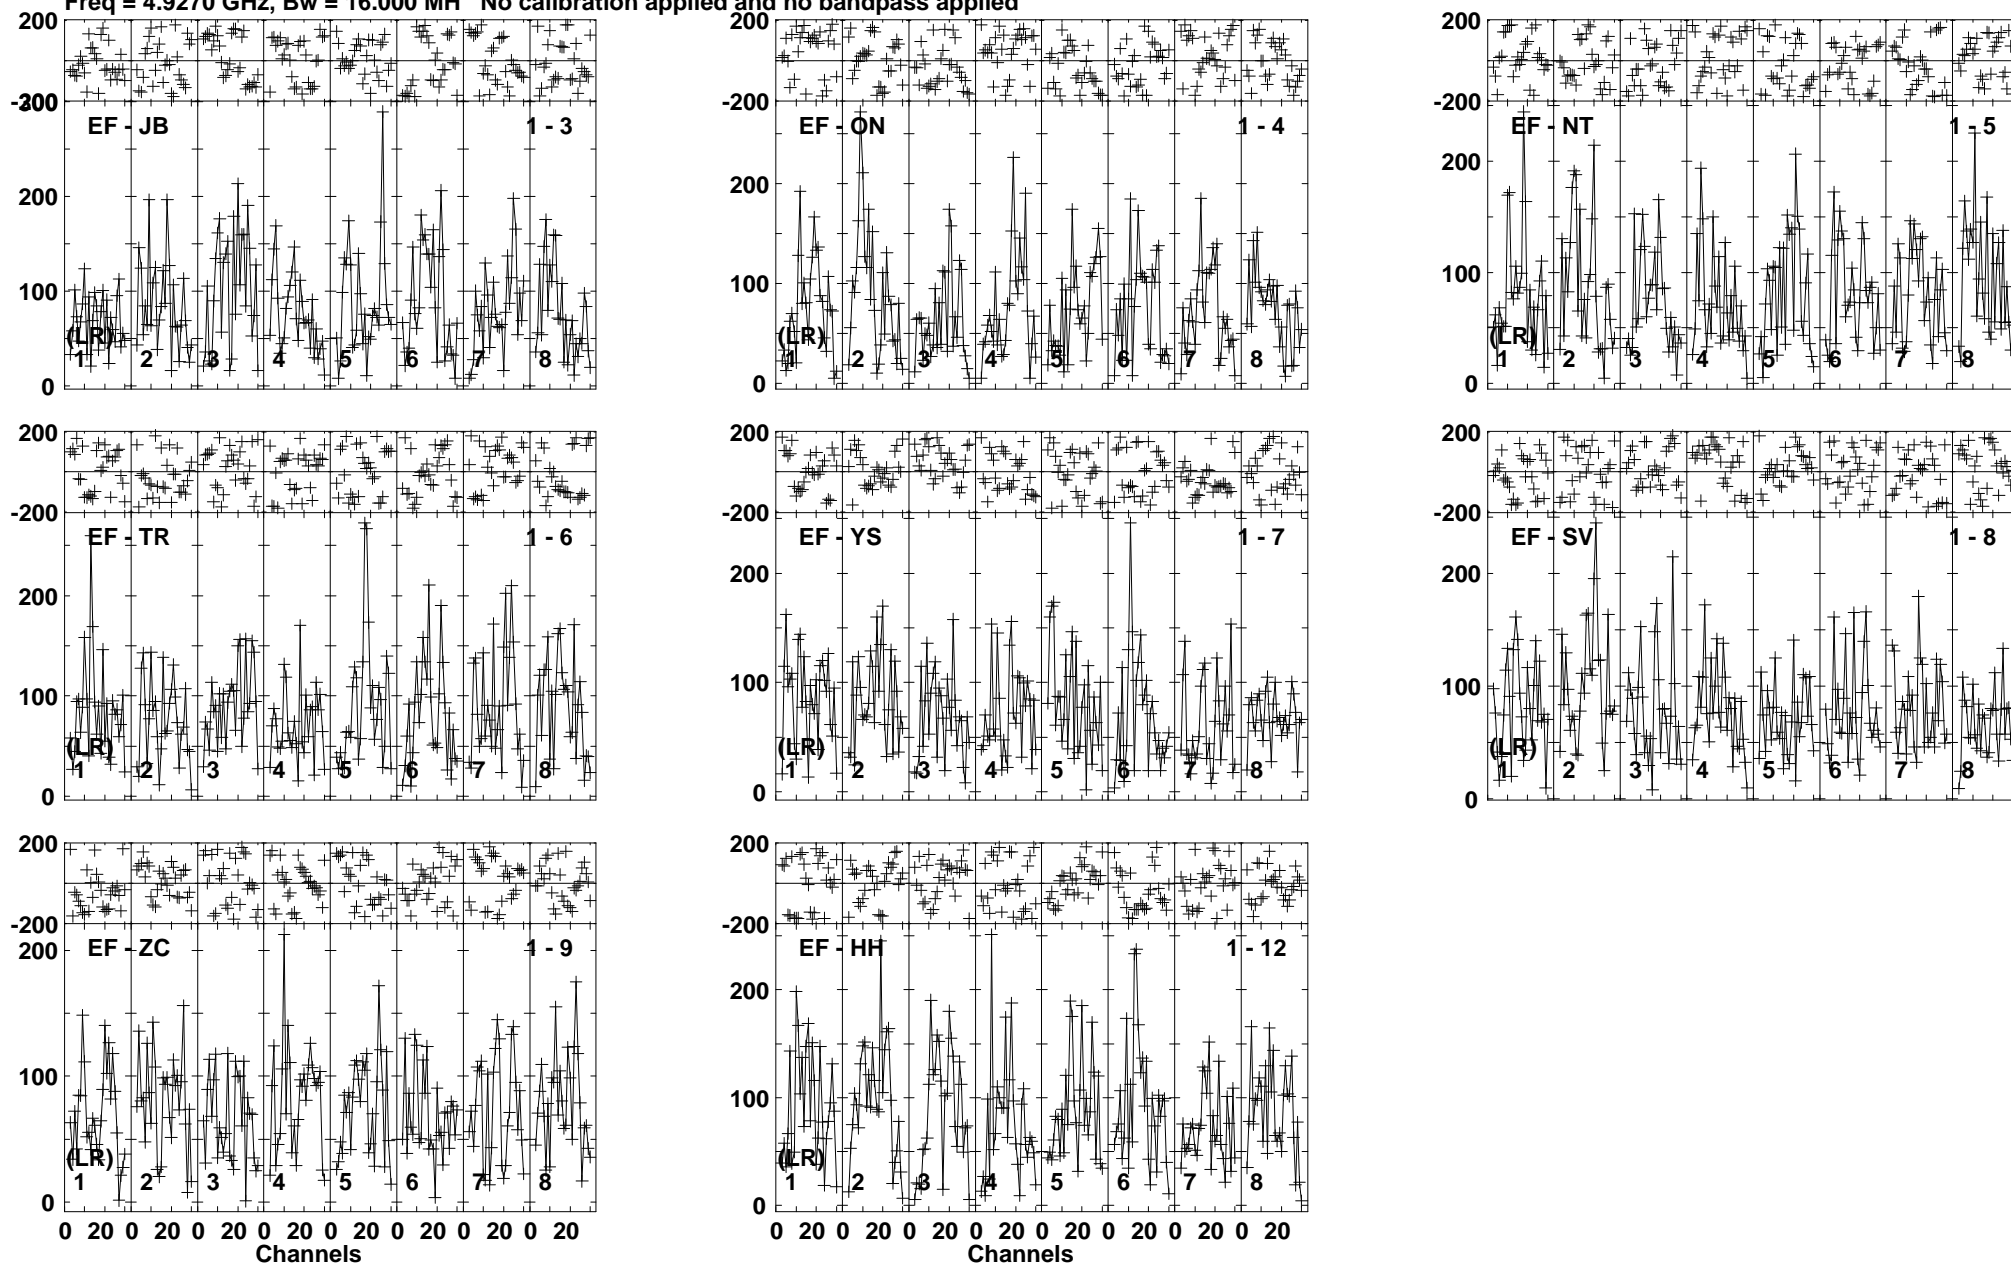 Freq = 4.9270 GHz, Bw = 16.000 MH No calibration applied and no bandpass applied
200 200 200
-200 -200 -200
300
EF - JB 1 - 3 EF - ON 1 - 4 EF - NT 1 - 5
200 200 200
100 100 100
(LR) (LR) (LR)
1 2 3 4 5 6 7 8 1 2 3 4 5 6 7 8 1 2 3 4 5 6 7 8
0 0 0
200 200 200
-200 -200 -200
EF - TR 1 - 6 EF - YS 1 - 7 EF - SV 1 - 8
200 200 200
100 100 100
(LR) (LR) (LR)
1 2 3 4 5 6 7 8 1 2 3 4 5 6 7 8 1 2 3 4 5 6 7 8
0 0 0
200 200
-200 -200
EF - ZC 1 - 9 EF - HH 1 - 12
200 200
100 100
(LR) (LR)
1 2 3 4 5 6 7 8 1 2 3 4 5 6 7 8
0 0
0 20 0 20 0 20 0 20 0 20 0 20 0 20 0 20 0 20 0 20 0 20 0 20 0 20 0 20 0 20 0 20
Channels Channels